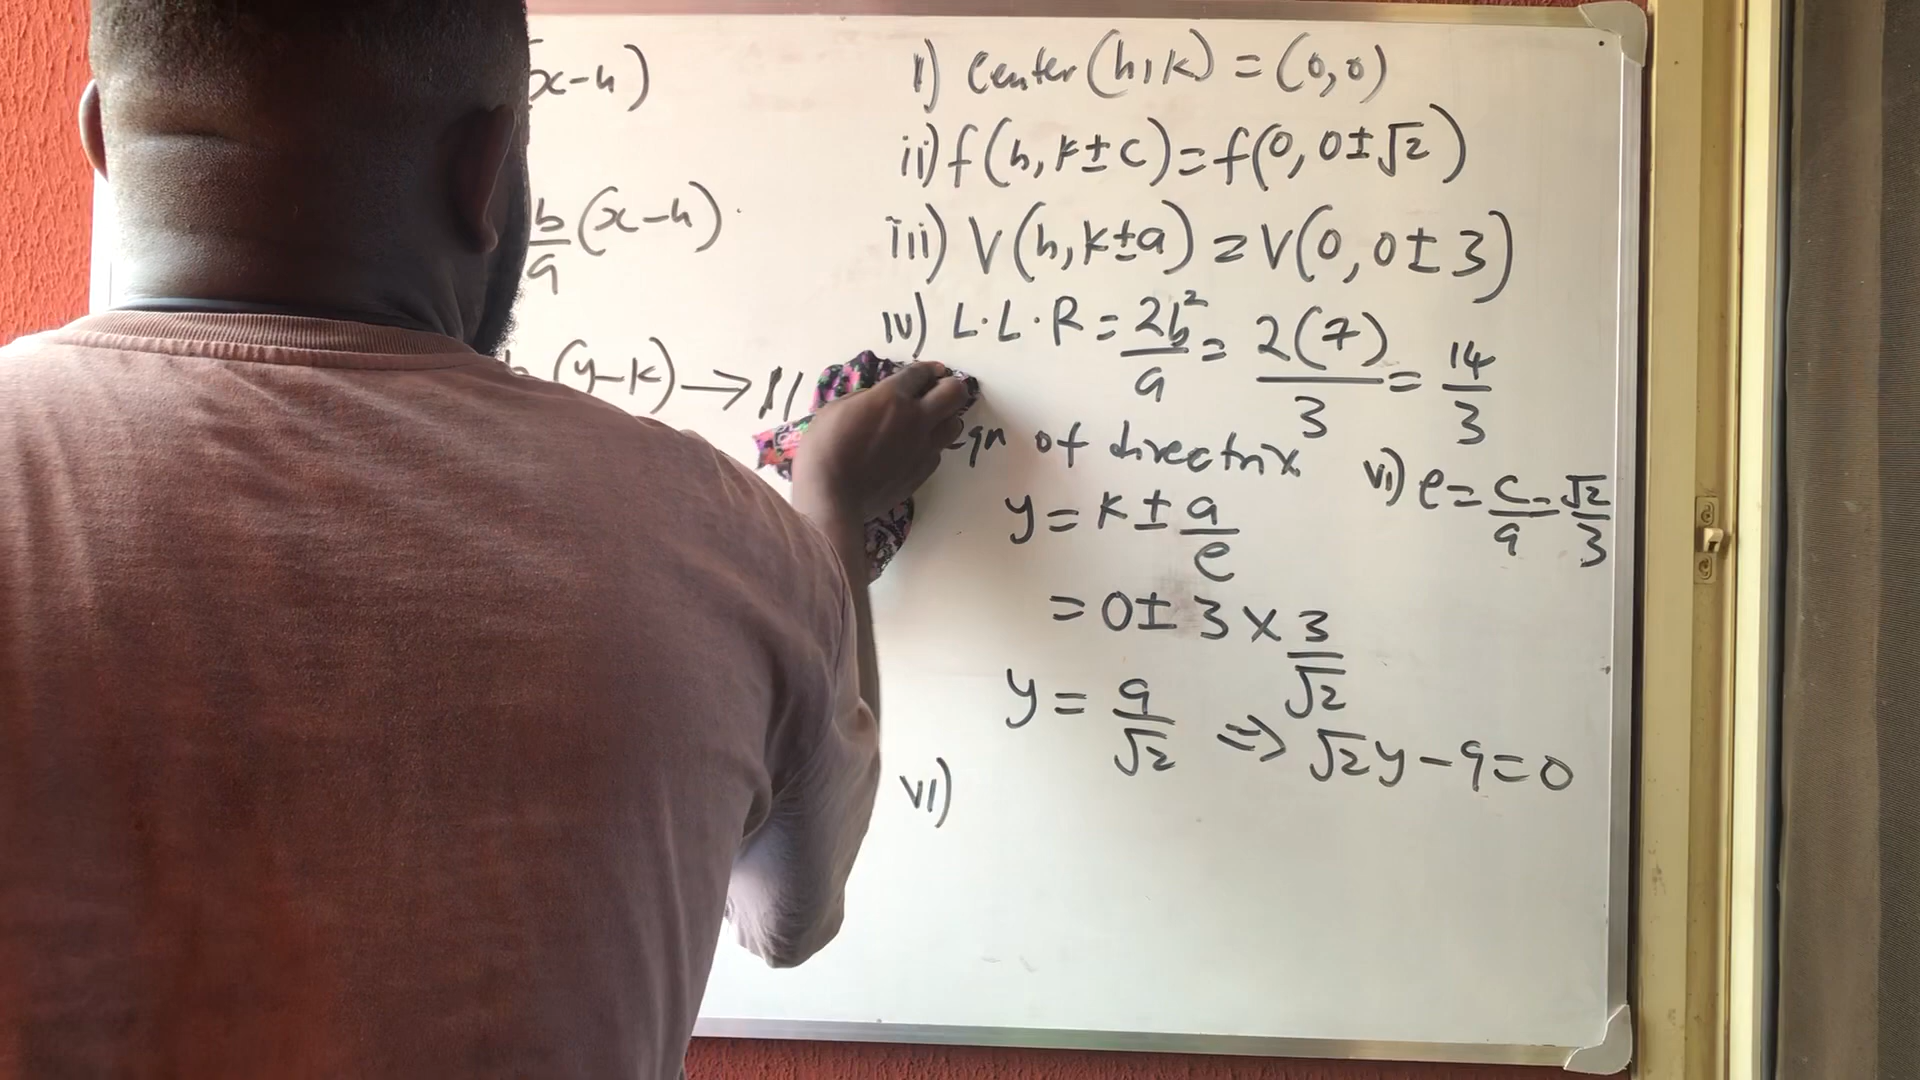 x-h)
b/a (x-h).
(y-k) →
i) Center (h,k) = (0,0)
ii) f(h, k±c) = f(0, 0±√2)
iii) V(h, k±a) = V(0, 0±3)
iv) L.L.R = 2b²/a = 2(7)/3 = 14/3
eqn of directrix
vi) e = c/a = √2/3
y = k ± a/e
= 0 ± 3 × 3/√2
y = 9/√2 ⇒ √2y - 9 = 0
vi)